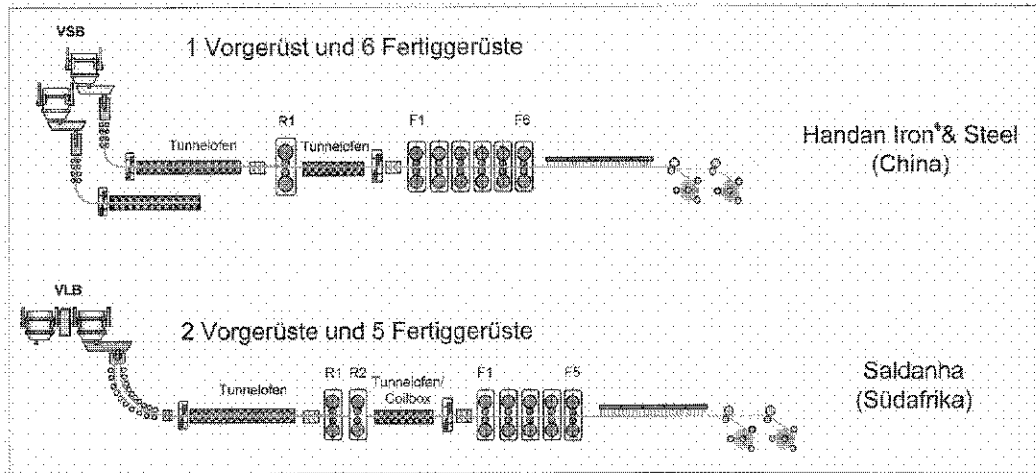 VSB
1 Vorgerüst und 6 Fertiggerüste
R1
F1
F6
Tunnelofen
Tunnelofen
Handan Iron & Steel
(China)
VLB
2 Vorgerüste und 5 Fertiggerüste
R1
R2
Tunnelofen/
Coilbox
F1
F5
Tunnelofen
Saldanha
(Südafrika)